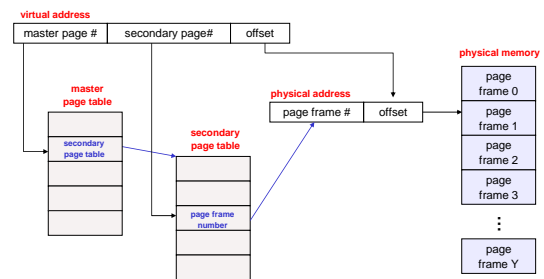 virtual address
master page #
secondary page#
offset
physical memory
master
page table
secondary
page table
physical address
page frame #
offset
secondary
page table
page frame
number
page
frame 0
page
frame 1
page
frame 2
page
frame 3
...
page
frame Y